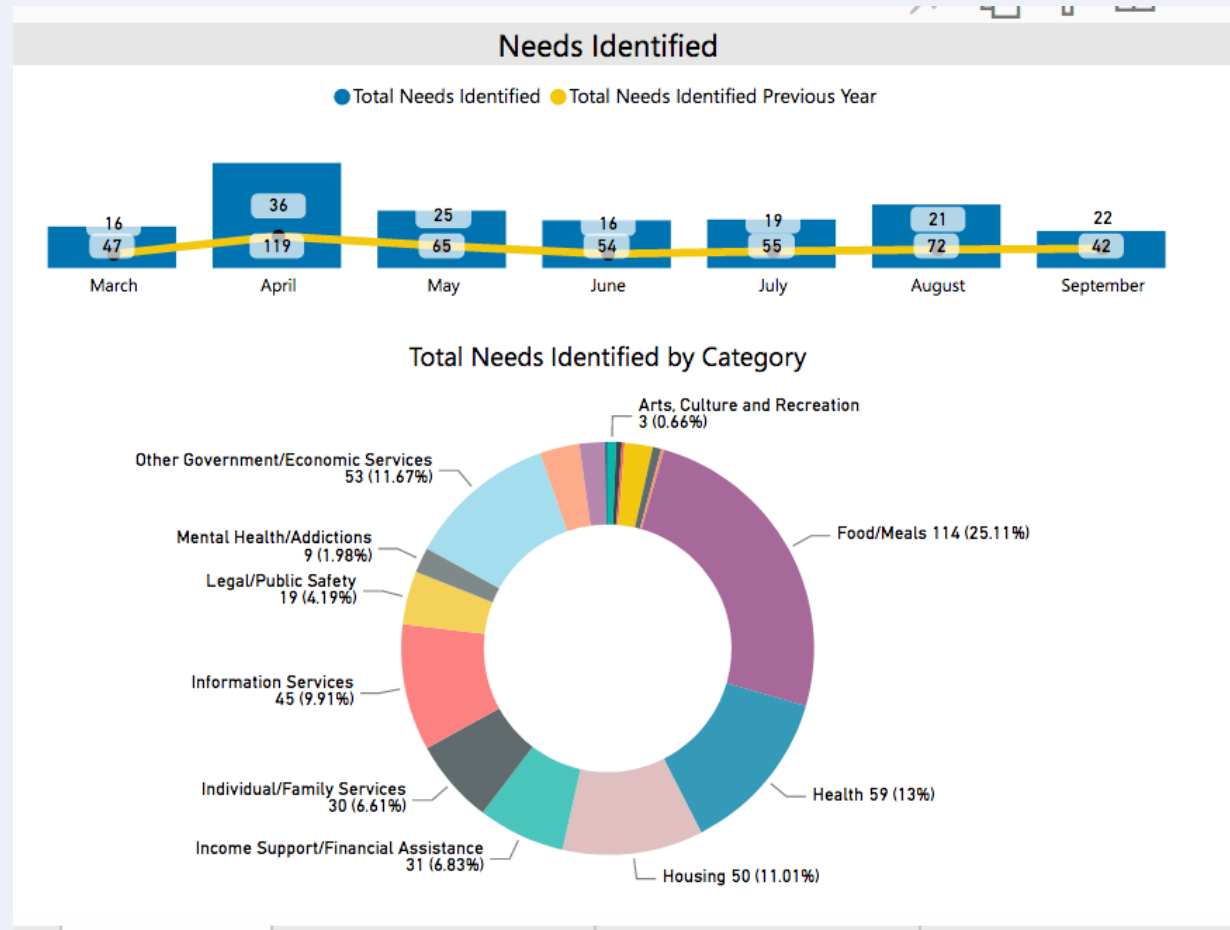 Needs Identified
Total Needs Identified Total Needs Identified Previous Year
16 36 25 16 19 21 22
47 119 65 54 55 72 42
March April May June July August September
Total Needs Identified by Category
Arts, Culture and Recreation
3 (0.66%)
Other Government/Economic Services
53 (11.67%)
Food/Meals 114 (25.11%)
Mental Health/Addictions
9 (1.98%)
Legal/Public Safety
19 (4.19%)
Information Services
45 (9.91%)
Individual/Family Services
30 (6.61%)
Health 59 (13%)
Income Support/Financial Assistance
31 (6.83%)
Housing 50 (11.01%)